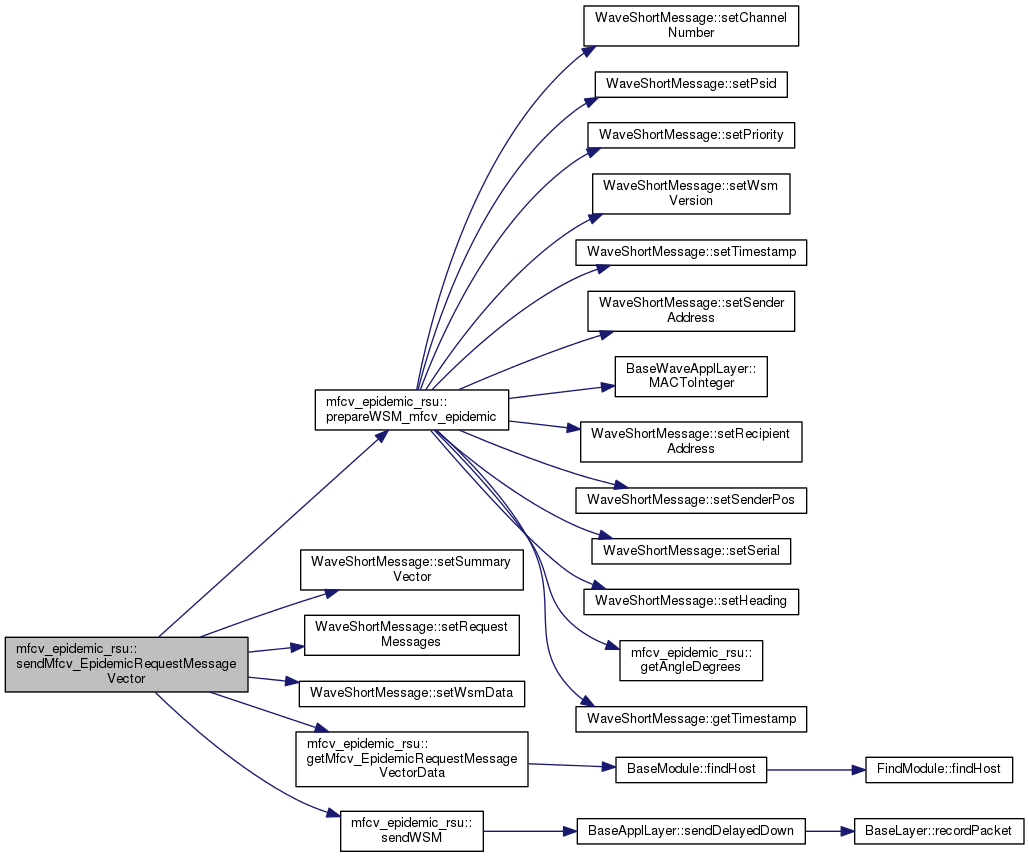 WaveShortMessage::setChannel
Number
WaveShortMessage::setPsid
WaveShortMessage::setPriority
WaveShortMessage::setWsm
Version
WaveShortMessage::setTimestamp
WaveShortMessage::setSender
Address
BaseWaveApplLayer::
MACToInteger
mfcv_epidemic_rsu::
prepareWSM_mfcv_epidemic
WaveShortMessage::setRecipient
Address
WaveShortMessage::setSenderPos
WaveShortMessage::setSerial
WaveShortMessage::setSummary
Vector
WaveShortMessage::setHeading
WaveShortMessage::setRequest
Messages
mfcv_epidemic_rsu::
getAngleDegrees
mfcv_epidemic_rsu::
sendMfcv_EpidemicRequestMessage
Vector
WaveShortMessage::setWsmData
WaveShortMessage::getTimestamp
mfcv_epidemic_rsu::
getMfcv_EpidemicRequestMessage
VectorData
BaseModule::findHost
FindModule::findHost
mfcv_epidemic_rsu::
sendWSM
BaseApplLayer::sendDelayedDown
BaseLayer::recordPacket